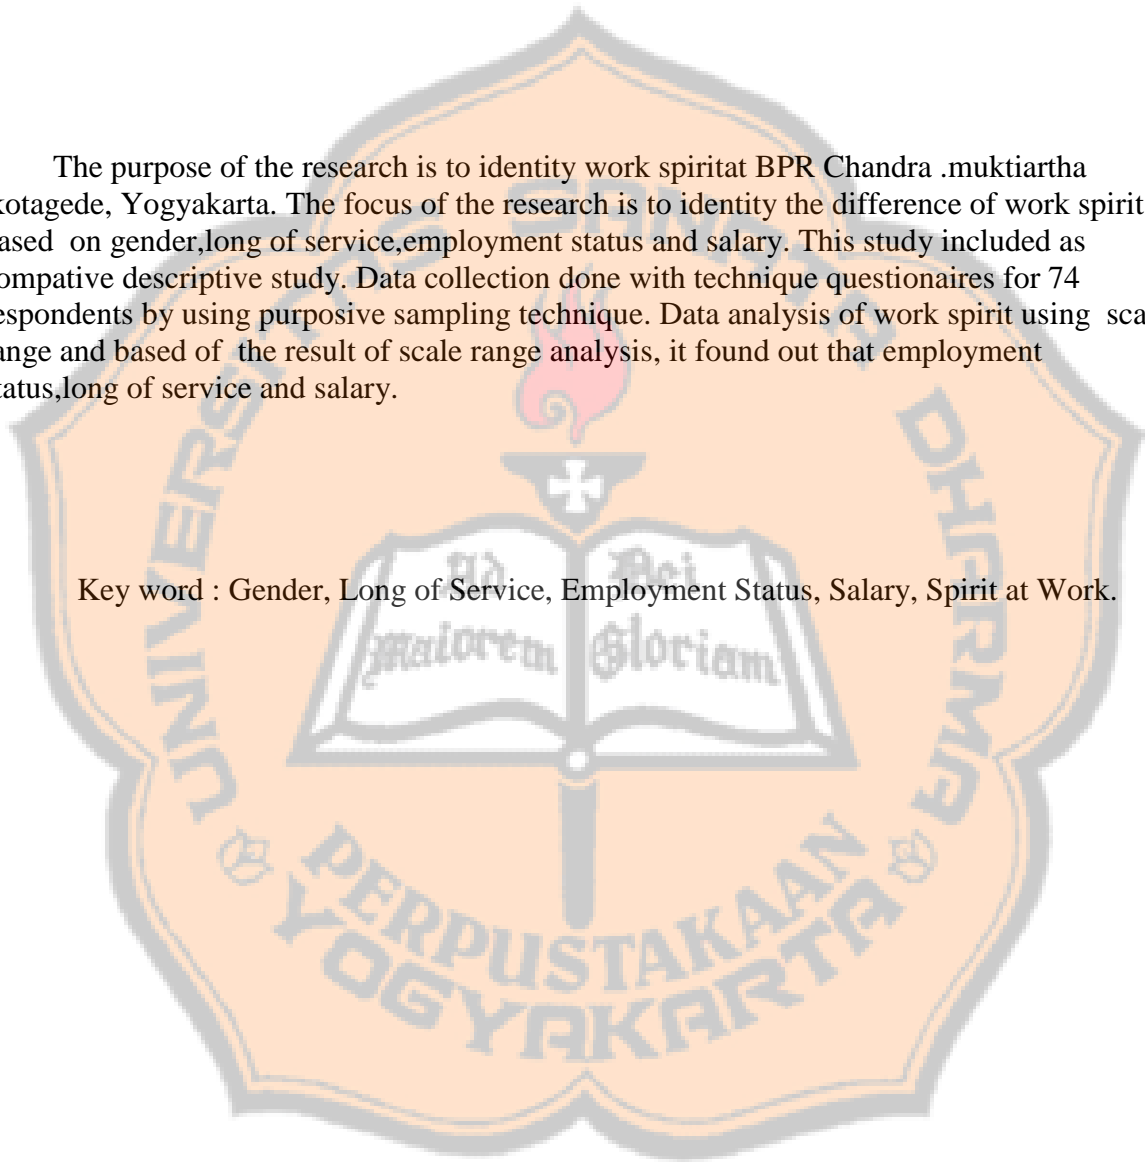 The purpose of the research is to identity work spiritat BPR Chandra .muktiartha
kotagede, Yogyakarta. The focus of the research is to identity the difference of work spirit
ased on gender,long of service,employment status and salary. This study included as
ompative descriptive study. Data collection done with technique questionaires for 74
espondents by using purposive sampling technique. Data analysis of work spirit using sca
ange and based of the result of scale range analysis, it found out that employment
tatus,long of service and salary.
Key word : Gender, Long of Service, Employment Status, Salary, Spirit at Work.
UNIVERSITAS SANATA DHARMA
Ad Dei
maiorem Gloriam
PERPUSTAKAAN
YOGYAKARTA